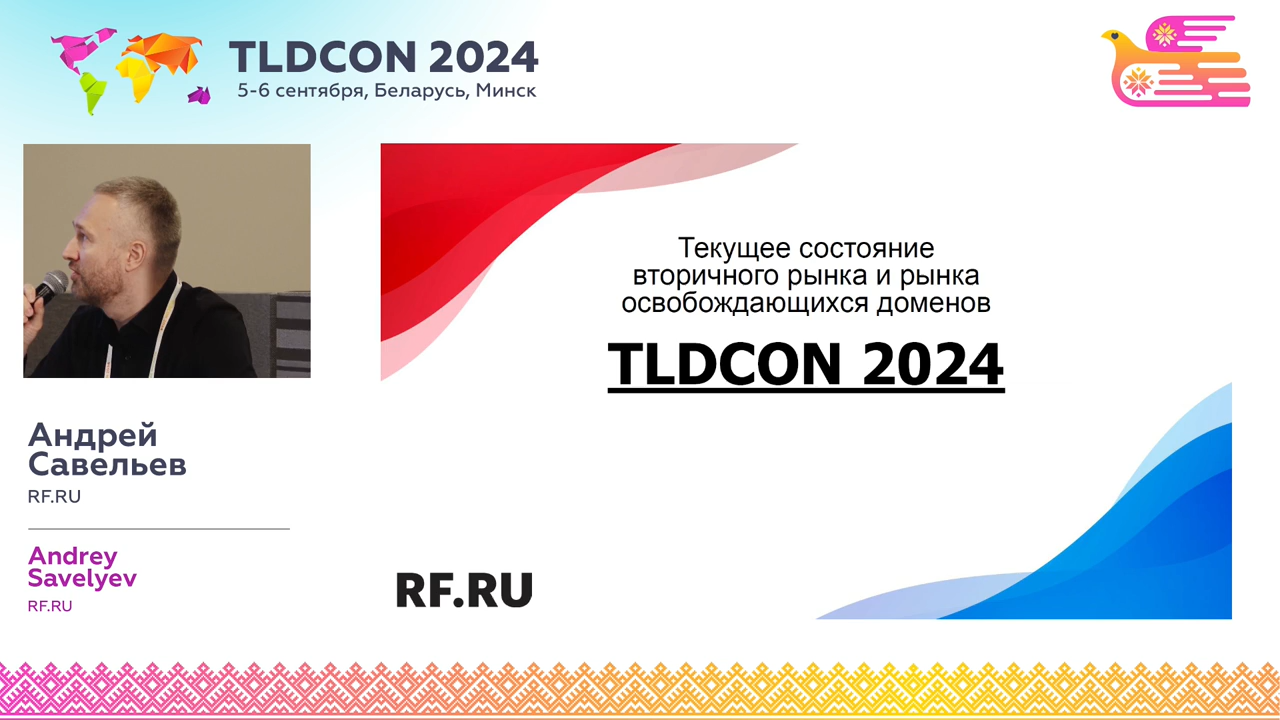 TLDCON 2024
5-6 сентября, Беларусь, Минск
Текущее состояние
вторичного рынка и рынка
освобождающихся доменов
TLDCON 2024
RF.RU
Андрей
Савельев
RF.RU
Andrey
Savelyev
RF.RU